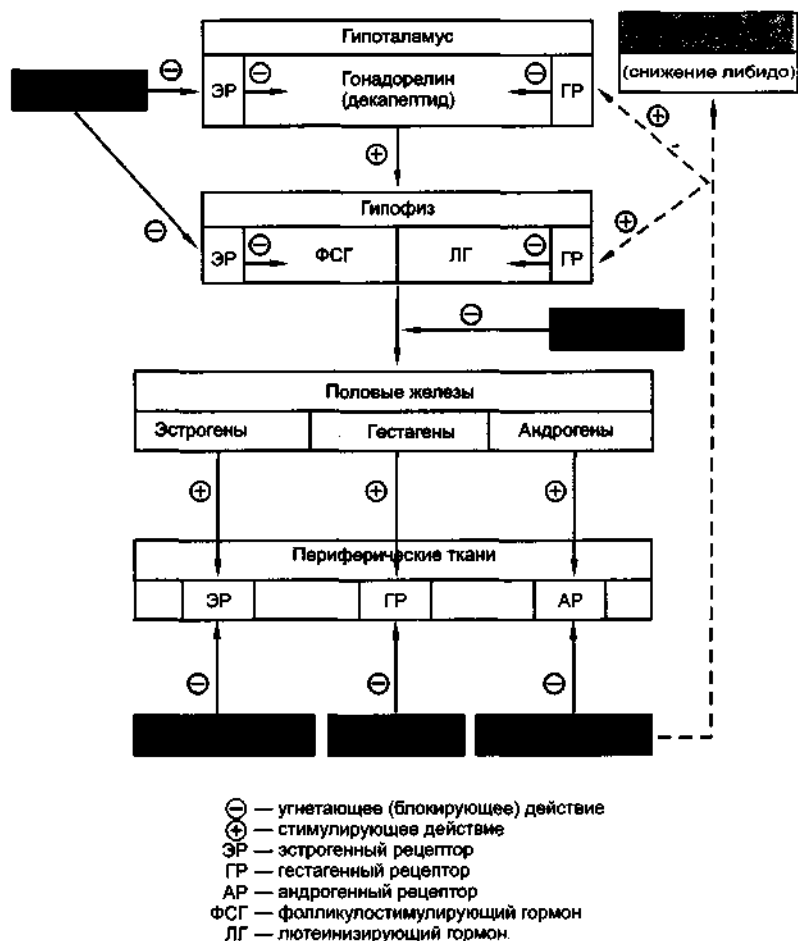 Гипоталамус
ЭР
Гонадорелин
(декапептид)
ГР
(снижение либидо)
Гипофиз
ЭР
ФСГ
ЛГ
ГР
Половые железы
Эстрогены
Гестагены
Андрогены
Периферические ткани
ЭР
ГР
АР
⊖ — угнетающее (блокирующее) действие
⊕ — стимулирующее действие
ЭР — эстрогенный рецептор
ГР — гестагенный рецептор
АР — андрогенный рецептор
ФСГ — фолликулостимулирующий гормон
ЛГ — лютеинизирующий гормон.